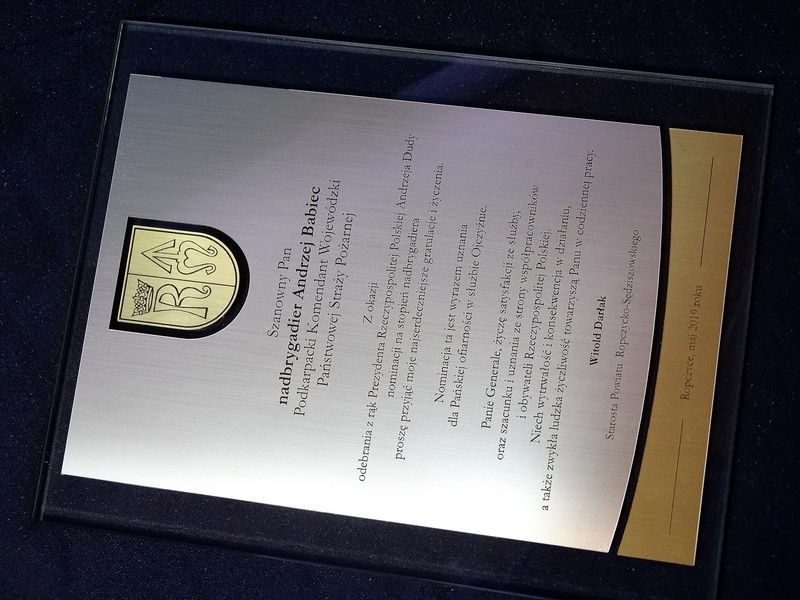 Szanowny Pan
nadbrygadier Andrzej Babiec
Podkarpacki Komendant Wojewódzki
Państwowej Straży Pożarnej
Z okazji
odebrania z rąk Prezydenta Rzeczypospolitej Polskiej Andrzeja Dudy
nominacji na stopień nadbrygadiera
proszę przyjąć moje najserdeczniejsze gratulacje i życzenia.
Nominacja ta jest wyrazem uznania
dla Pańskiej ofiarności w służbie Ojczyźnie.
Panie Generale, życzę satysfakcji ze służby,
oraz szacunku i uznania ze strony współpracowników
i obywateli Rzeczypospolitej Polskiej.
Niech wytrwałość i konsekwencja w działaniu,
a także zwykła ludzka życzliwość towarzyszą Panu w codziennej pracy.
Witold Darłak
Starosta Powiatu Ropczycko-Sędziszowskiego
Ropczyce, maj 2019 roku